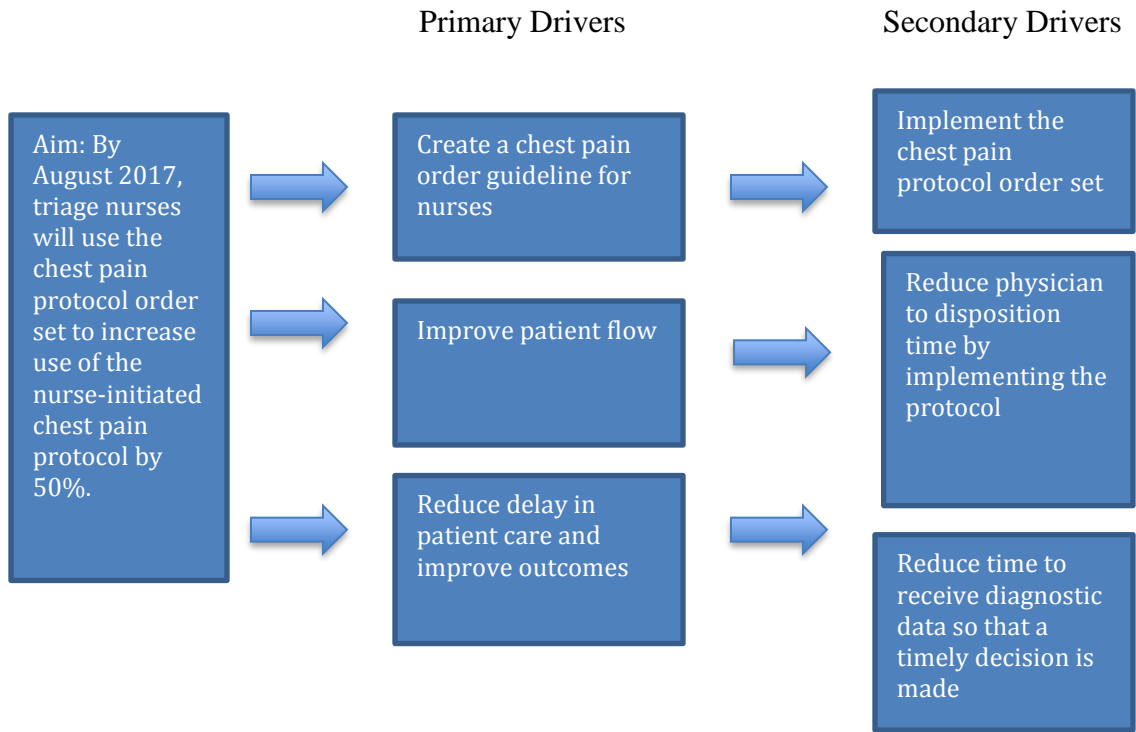 Primary Drivers
Secondary Drivers
Aim: By
August 2017,
triage nurses
will use the
chest pain
protocol order
set to increase
use of the
nurse-initiated
chest pain
protocol by
50%.
Create a chest pain
order guideline for
nurses
Implement the
chest pain
protocol order set
Improve patient flow
Reduce physician
to disposition
time by
implementing the
protocol
Reduce delay in
patient care and
improve outcomes
Reduce time to
receive diagnostic
data so that a
timely decision is
made